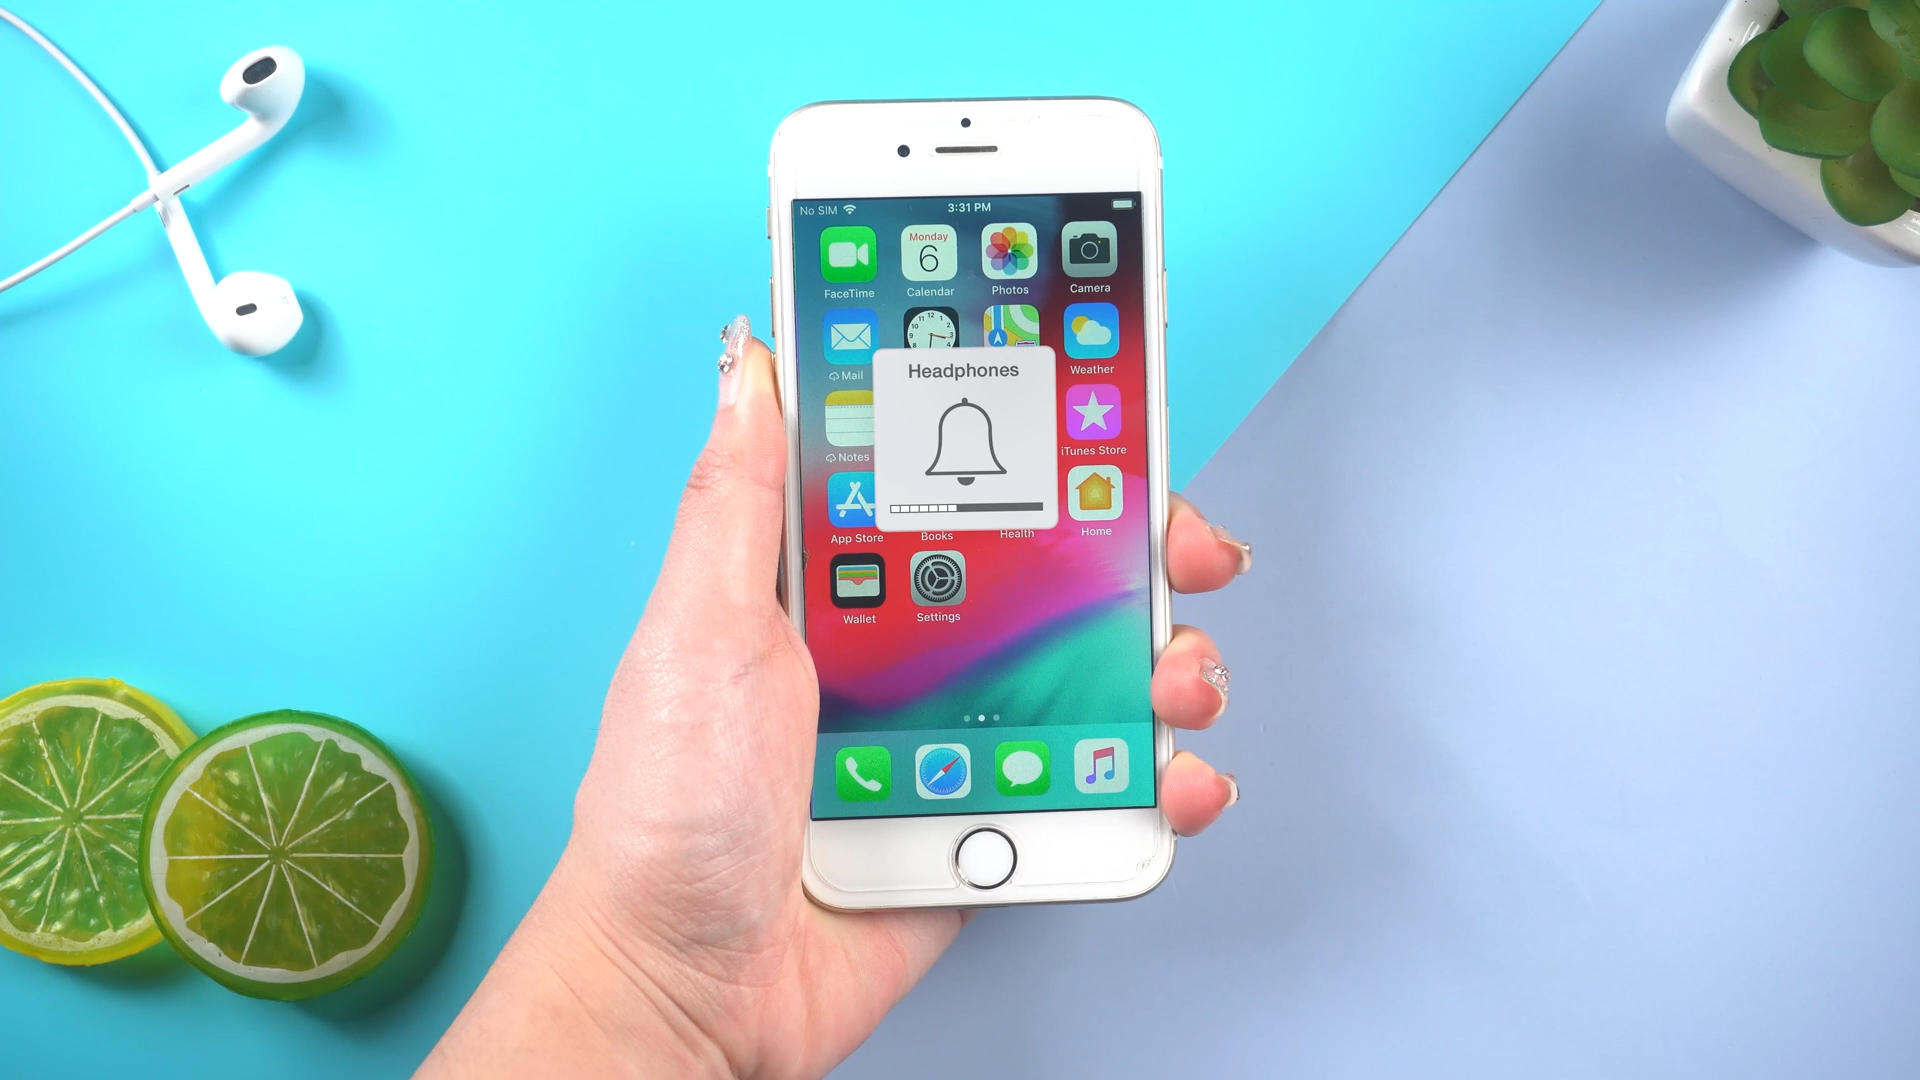 No SIM 3:31 PM
Monday
6
FaceTime Calendar Photos Camera
Mail Weather
Headphones
Notes iTunes Store
App Store Books Health Home
Wallet Settings